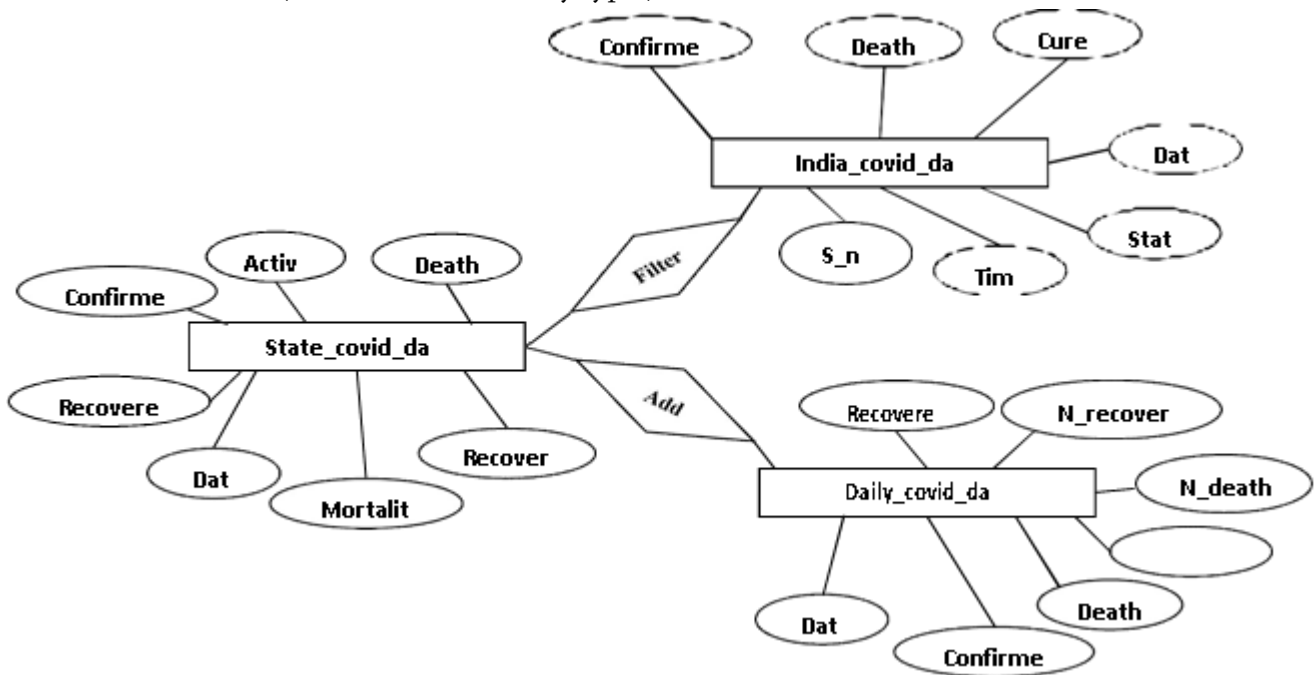 Confirme
Death
Cure
India_covid_da
Dat
Stat
S_n
Tim
Filter
Activ
Death
Confirme
State_covid_da
Recovere
Dat
Mortalit
Recover
Add
Recovere
N_recover
Daily_covid_da
N_death
Death
Dat
Confirme